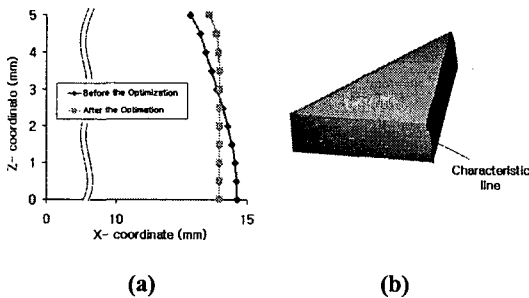 5
4
3
2
1
0
Z- coordinate (mm)
Before the Optimization
After the Optimation
0
10
15
X- coordinate (mm)
Characteristic
line
(a)
(b)